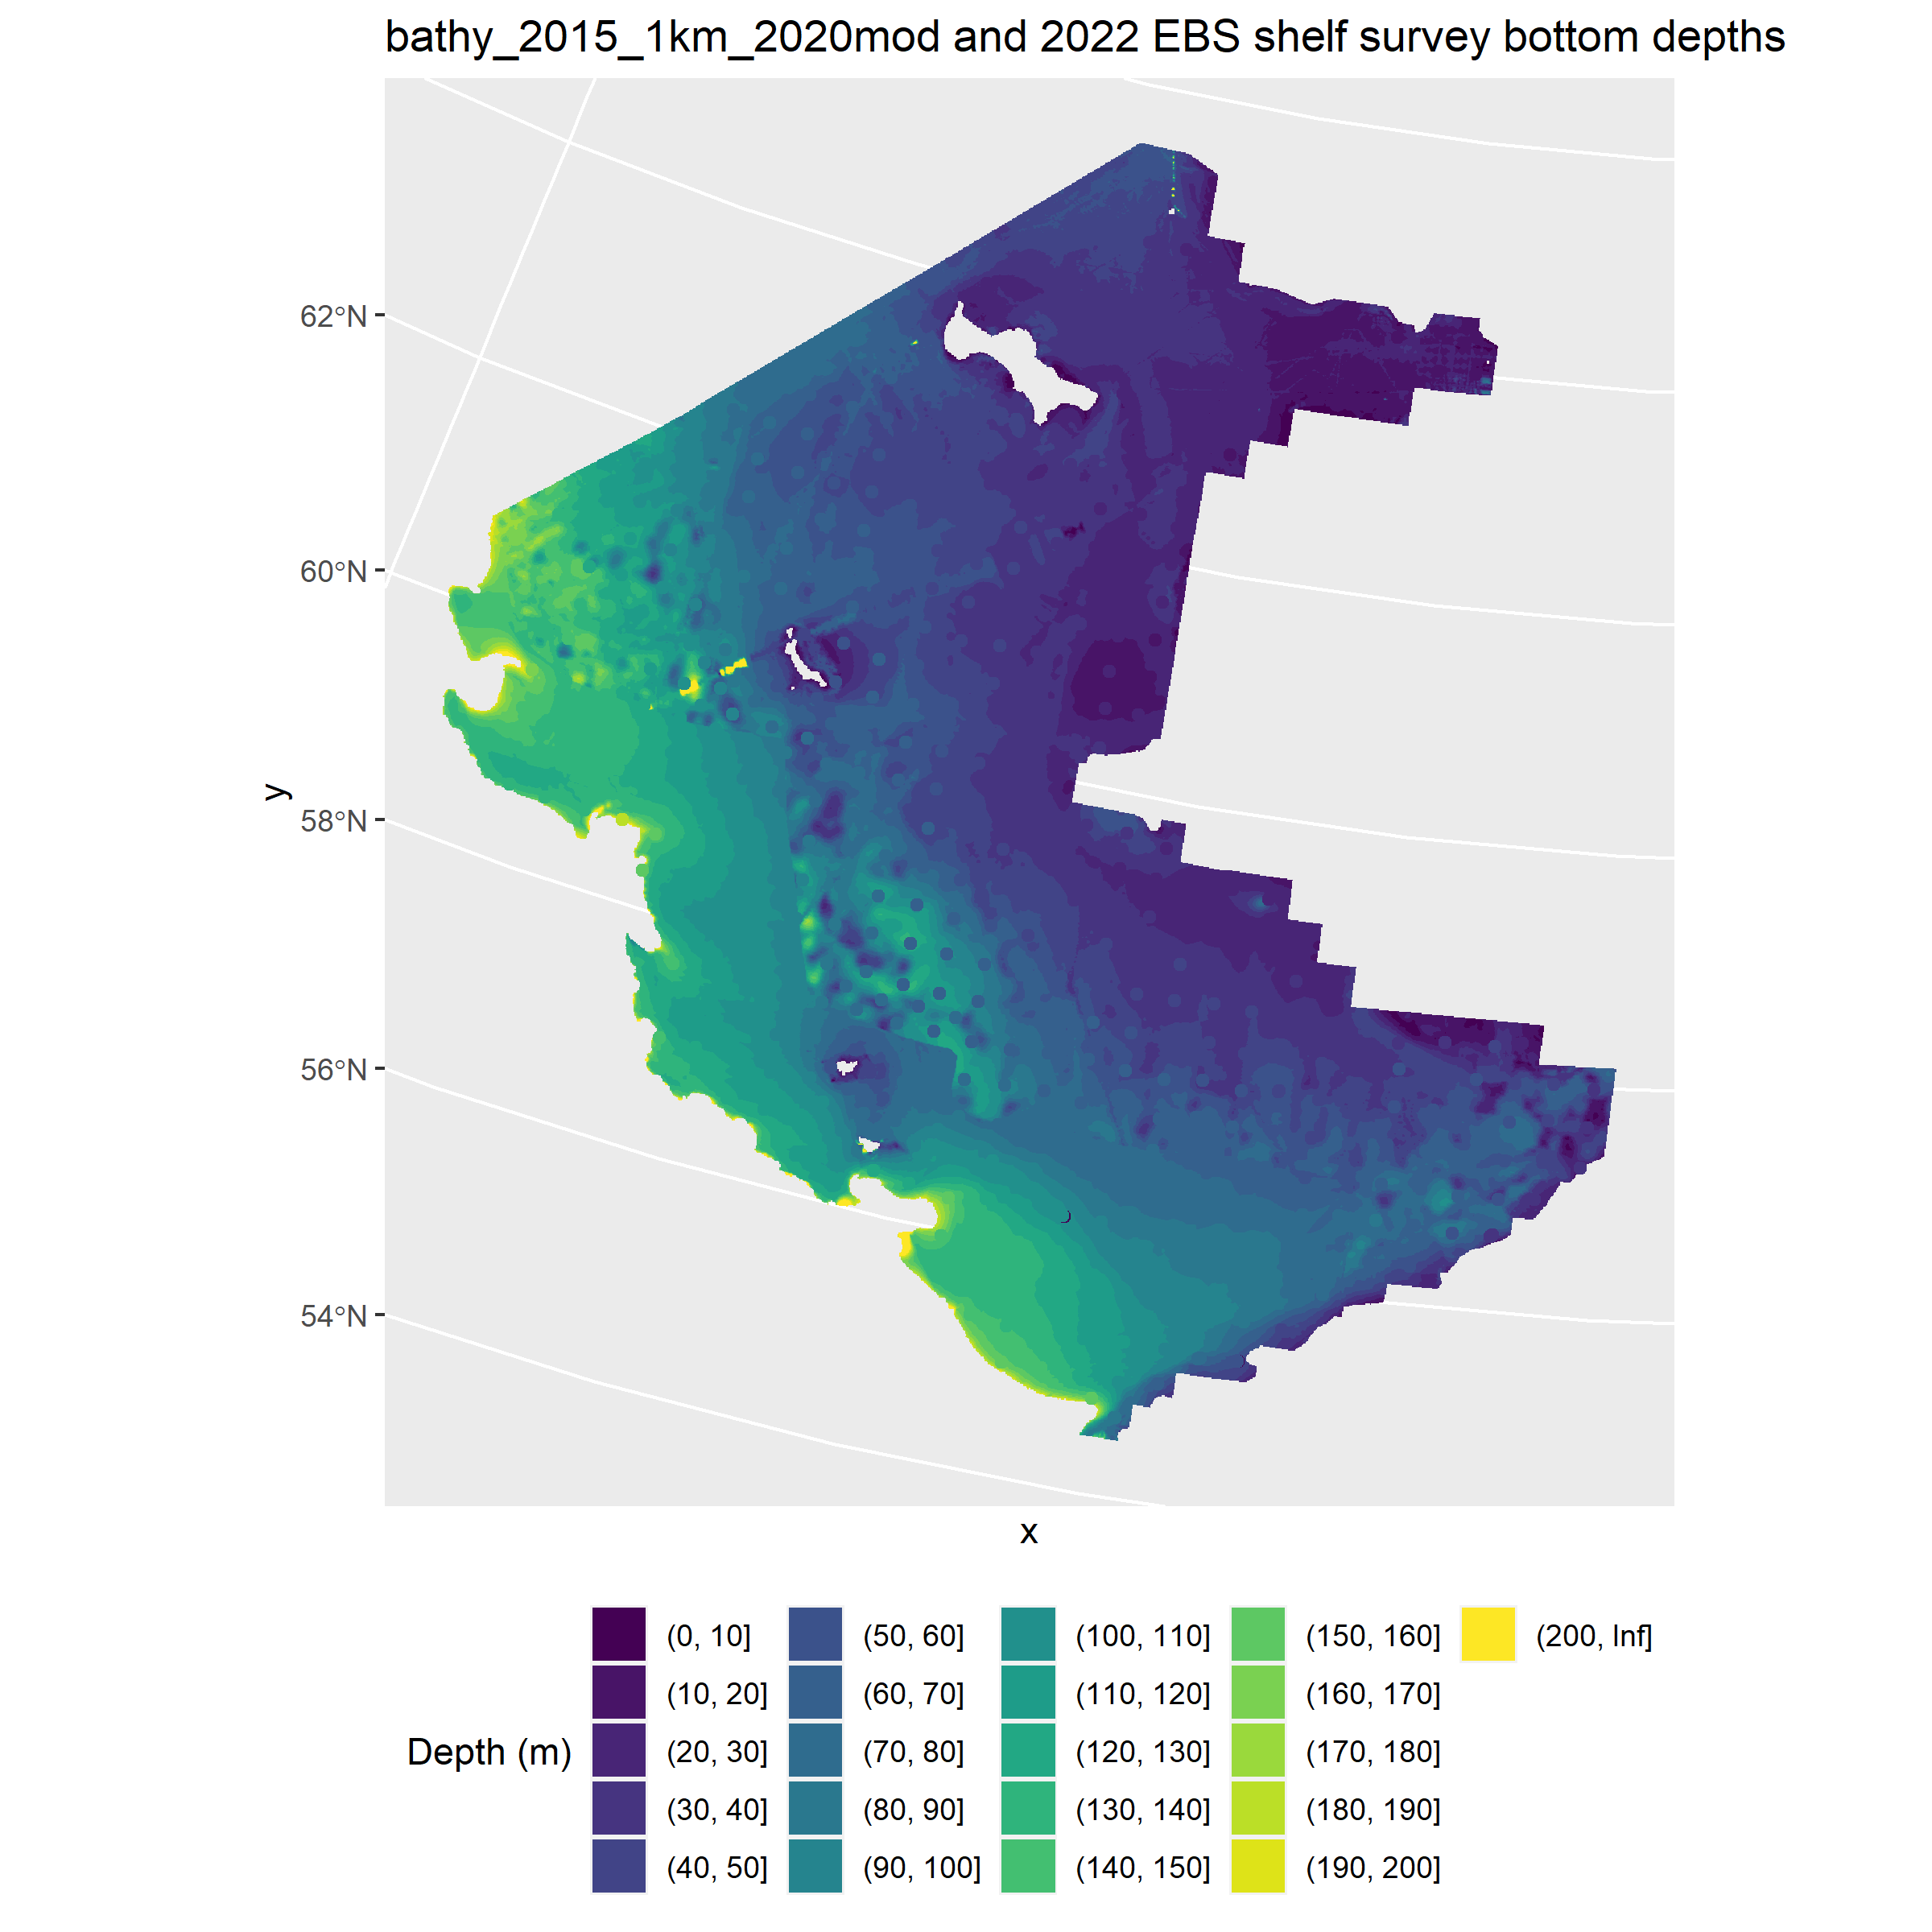 bathy_2015_1km_2020mod and 2022 EBS shelf survey bottom depths
62°N
60°N
58°N
56°N
54°N
y
x
Depth (m)
(0, 10]
(10, 20]
(20, 30]
(30, 40]
(40, 50]
(50, 60]
(60, 70]
(70, 80]
(80, 90]
(90, 100]
(100, 110]
(110, 120]
(120, 130]
(130, 140]
(140, 150]
(150, 160]
(160, 170]
(170, 180]
(180, 190]
(190, 200]
(200, Inf]